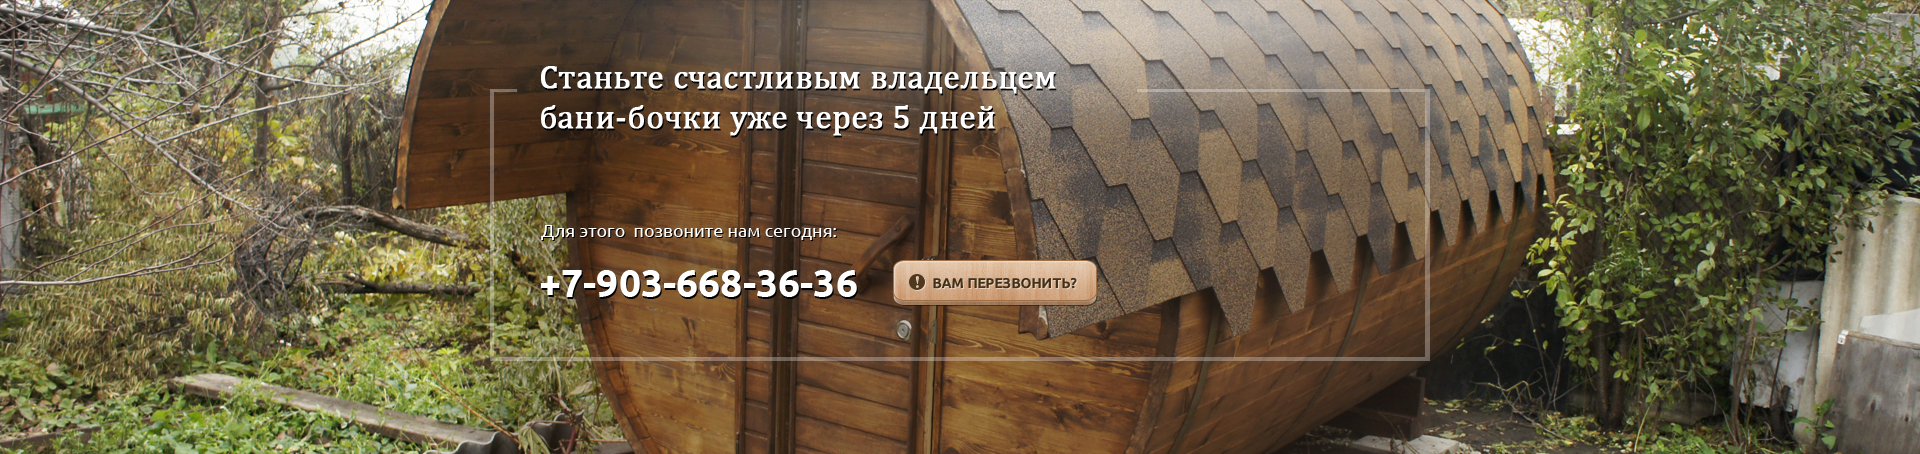 Станьте счастливым владельцем
бани-бочки уже через 5 дней
Для этого позвоните нам сегодня:
+7-903-668-36-36
ВАМ ПЕРЕЗВОНИТЬ?